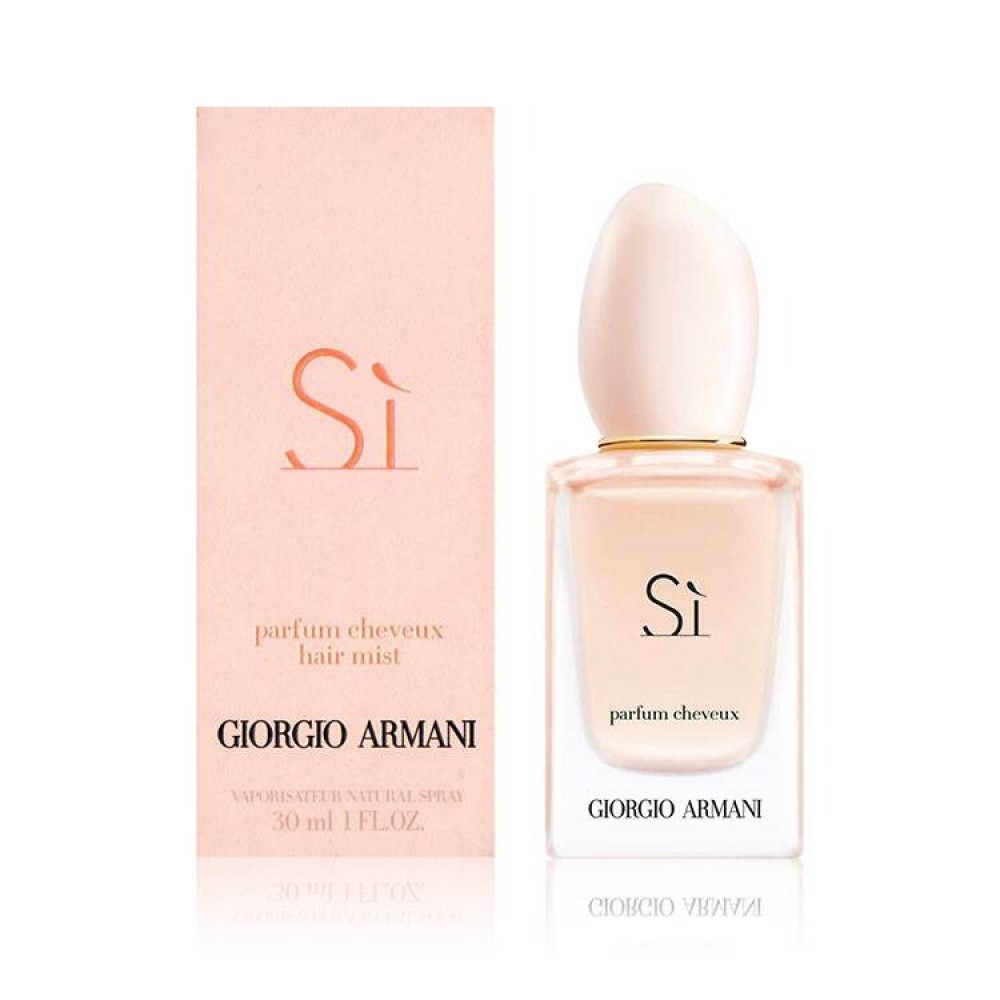 Sì
parfum cheveux
hair mist
GIORGIO ARMANI
VAPORISATEUR NATURAL SPRAY
30 ml 1 FL.OZ.
Sì
parfum cheveux
GIORGIO ARMANI